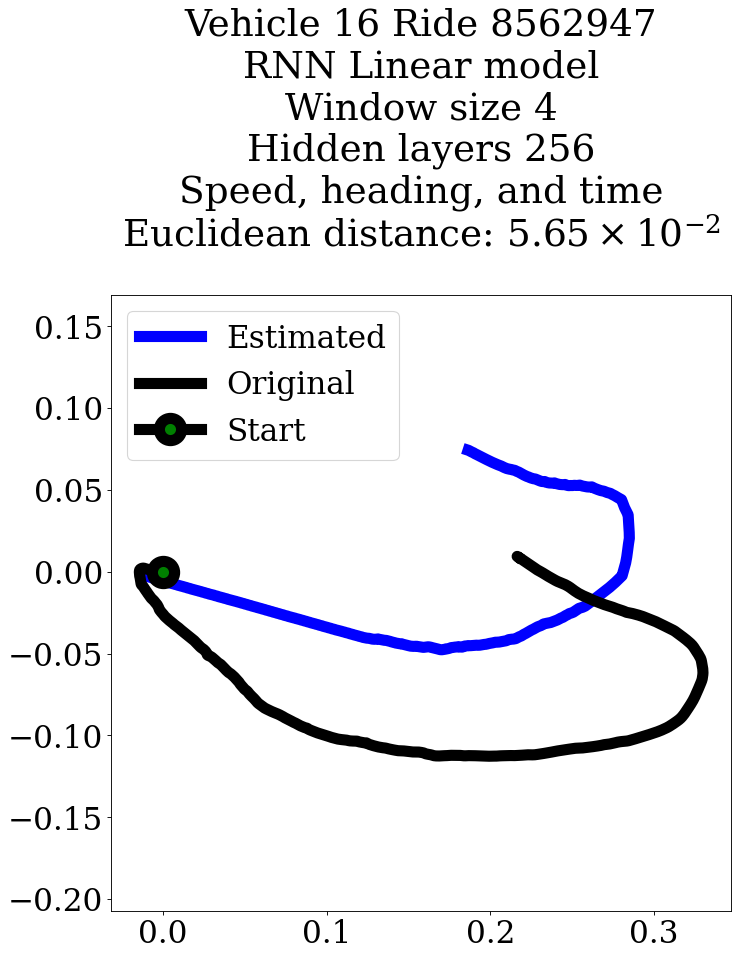 Vehicle 16 Ride 8562947
RNN Linear model
Window size 4
Hidden layers 256
Speed, heading, and time
Euclidean distance: 5.65 × 10⁻²
Estimated
Original
Start
0.15
0.10
0.05
0.00
−0.05
−0.10
−0.15
−0.20
0.0 0.1 0.2 0.3